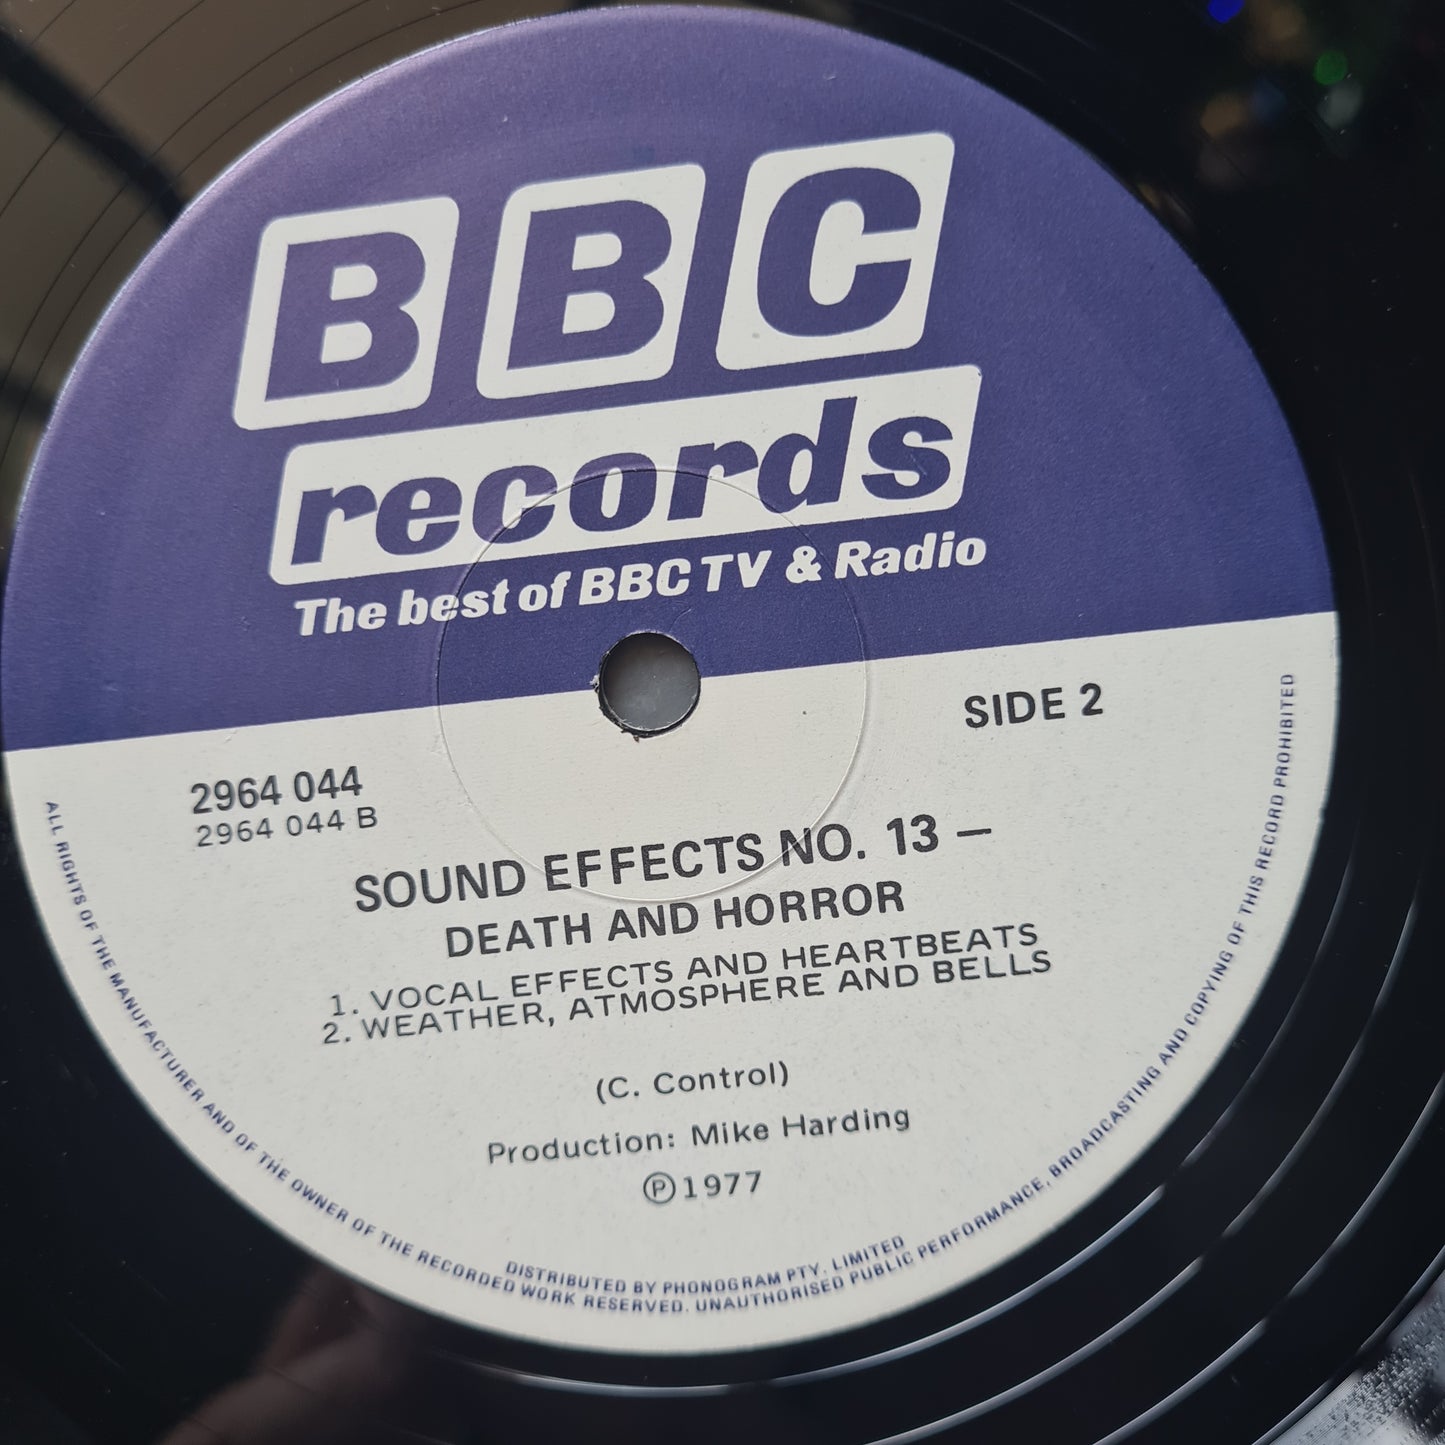 BBC
records
The best of BBC TV & Radio
SIDE 2
2964 044
2964 044 B
SOUND EFFECTS NO. 13 —
DEATH AND HORROR
1. VOCAL EFFECTS AND HEARTBEATS
2. WEATHER, ATMOSPHERE AND BELLS
(C. Control)
Production: Mike Harding
Ⓟ1977
DISTRIBUTED BY PHONOGRAM PTY. LIMITED
ALL RIGHTS OF THE MANUFACTURER AND OF THE OWNER OF THE RECORDED WORK RESERVED. UNAUTHORISED PUBLIC PERFORMANCE, BROADCASTING AND COPYING OF THIS RECORD PROHIBITED